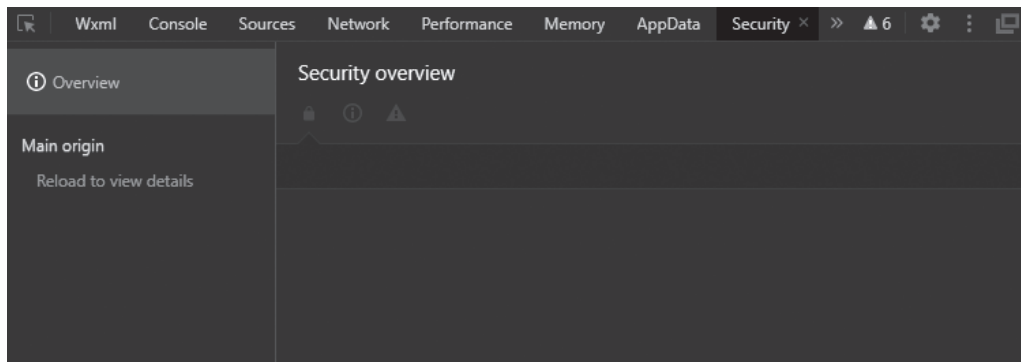 Wxml Console Sources Network Performance Memory AppData Security × » 6
Overview
Security overview
Main origin
Reload to view details